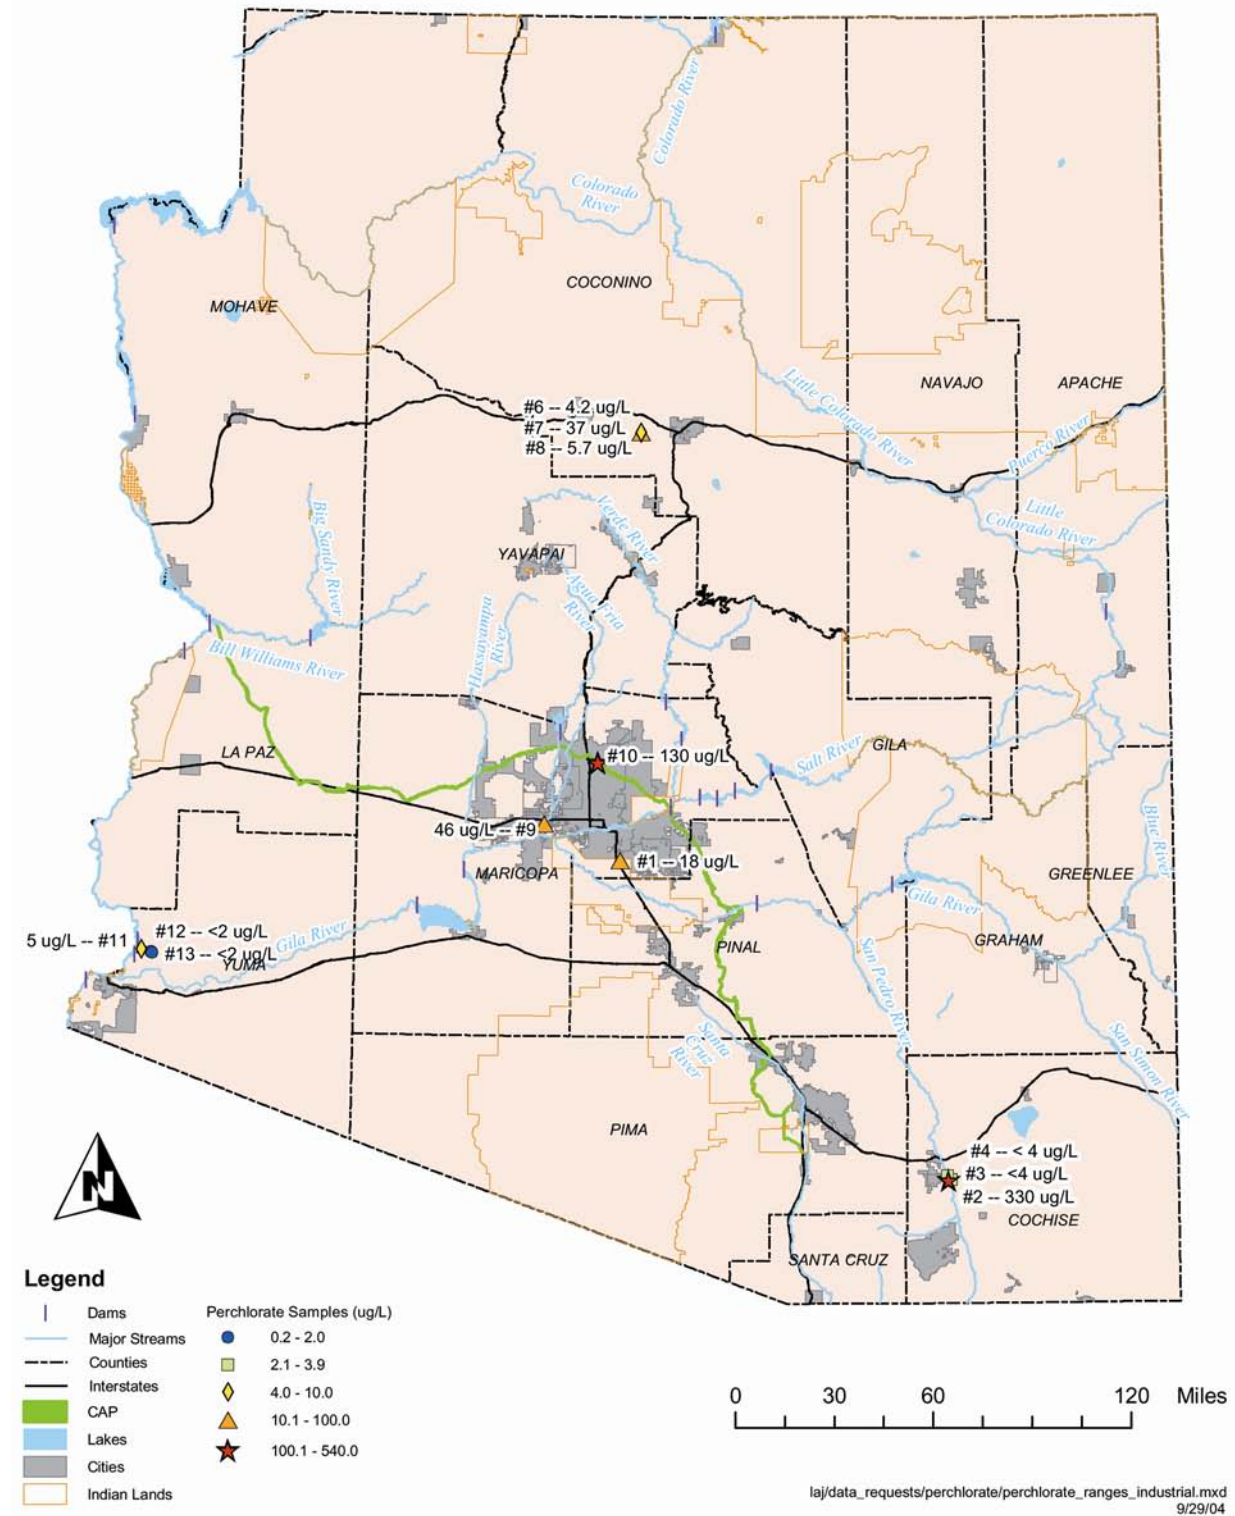 Colorado River
Colorado
River
COCONINO
MOHAVE
NAVAJO
APACHE
Little Colorado River
Puerco River
#6 -- 4.2 ug/L
#7 -- 37 ug/L
#8 -- 5.7 ug/L
Little
Colorado River
Big Sandy River
Verde River
YAVAPAI
Agua Fria
River
Hassayampa
River
Bill Williams River
LA PAZ
#10 -- 130 ug/L
Salt River
GILA
46 ug/L -- #9
#1 -- 18 ug/L
MARICOPA
Blue River
GREENLEE
Gila River
#12 -- <2 ug/L
5 ug/L -- #11
#13 -- <2 ug/L
Gila River
YUMA
PINAL
GRAHAM
San Pedro River
Santa
Cruz
River
San Simon River
PIMA
#4 -- < 4 ug/L
#3 -- <4 ug/L
#2 -- 330 ug/L
COCHISE
SANTA CRUZ
N
Legend
Dams
Major Streams
Counties
Interstates
CAP
Lakes
Cities
Indian Lands
Perchlorate Samples (ug/L)
0.2 - 2.0
2.1 - 3.9
4.0 - 10.0
10.1 - 100.0
100.1 - 540.0
0 30 60 120 Miles
laj/data_requests/perchlorate/perchlorate_ranges_industrial.mxd
9/29/04